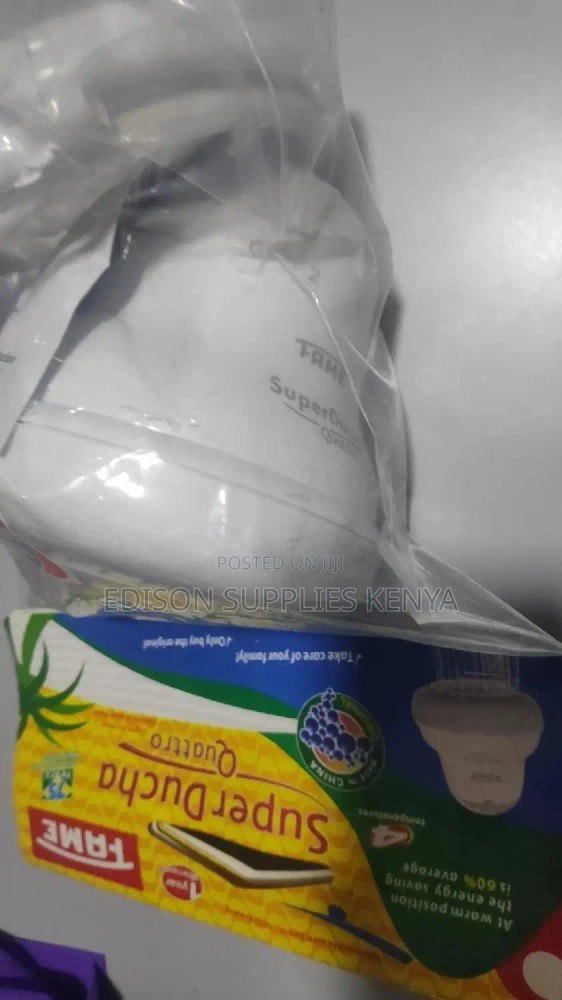 FAME
SuperDu
POSTED ON JIJI
EDISON SUPPLIES KENYA
✓Take care of your family!
✓Only buy the original
MADE IN CHINA
SuperDucha
Quattro
4
temperatures
FAME
1 year
At warm position
the energy saving
is 60% average